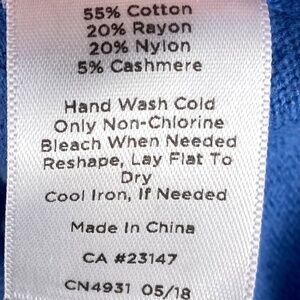 55% Cotton
20% Rayon
20% Nylon
5% Cashmere
Hand Wash Cold
Only Non-Chlorine
Bleach When Needed
Reshape, Lay Flat To
Dry
Cool Iron, If Needed
Made In China
CA #23147
CN4931 05/18